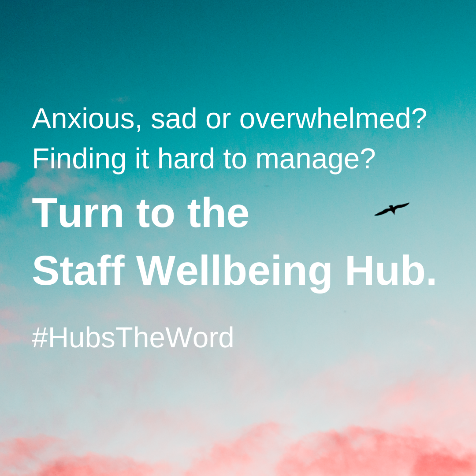 Anxious, sad or overwhelmed?
Finding it hard to manage?
Turn to the
Staff Wellbeing Hub.
#HubsTheWord